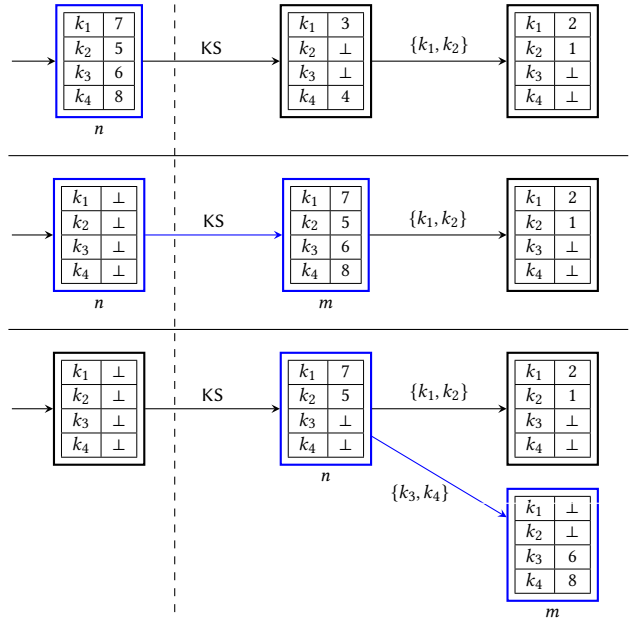 k₁ 7 k₁ 3 k₁ 2
KS {k₁, k₂}
k₂ 5 k₂ ⊥ k₂ 1
k₃ 6 k₃ ⊥ k₃ ⊥
k₄ 8 k₄ 4 k₄ ⊥
n
k₁ ⊥ k₁ 7 k₁ 2
KS {k₁, k₂}
k₂ ⊥ k₂ 5 k₂ 1
k₃ ⊥ k₃ 6 k₃ ⊥
k₄ ⊥ k₄ 8 k₄ ⊥
n m
k₁ ⊥ k₁ 7 k₁ 2
KS {k₁, k₂}
k₂ ⊥ k₂ 5 k₂ 1
k₃ ⊥ k₃ ⊥ k₃ ⊥
k₄ ⊥ k₄ ⊥ k₄ ⊥
n
{k₃, k₄}
k₁ ⊥
k₂ ⊥
k₃ 6
k₄ 8
m